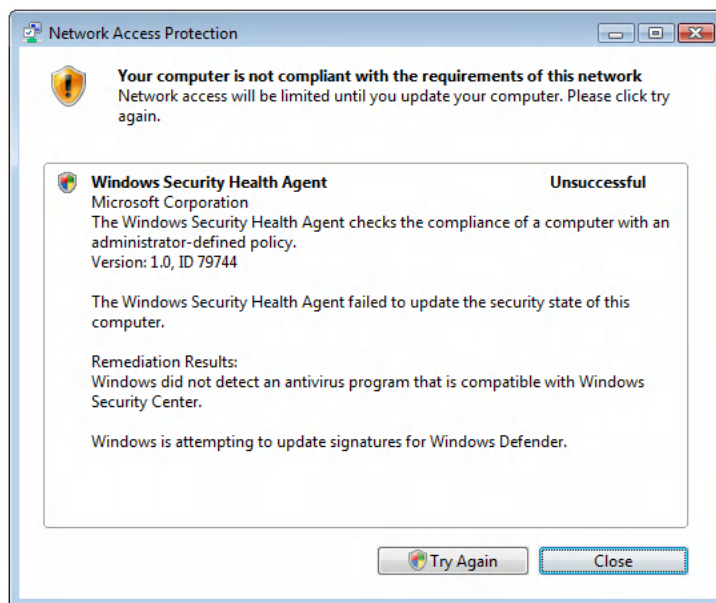 Network Access Protection
Your computer is not compliant with the requirements of this network
Network access will be limited until you update your computer. Please click try
again.
Windows Security Health Agent Unsuccessful
Microsoft Corporation
The Windows Security Health Agent checks the compliance of a computer with an
administrator-defined policy.
Version: 1.0, ID 79744
The Windows Security Health Agent failed to update the security state of this
computer.
Remediation Results:
Windows did not detect an antivirus program that is compatible with Windows
Security Center.
Windows is attempting to update signatures for Windows Defender.
Try Again Close